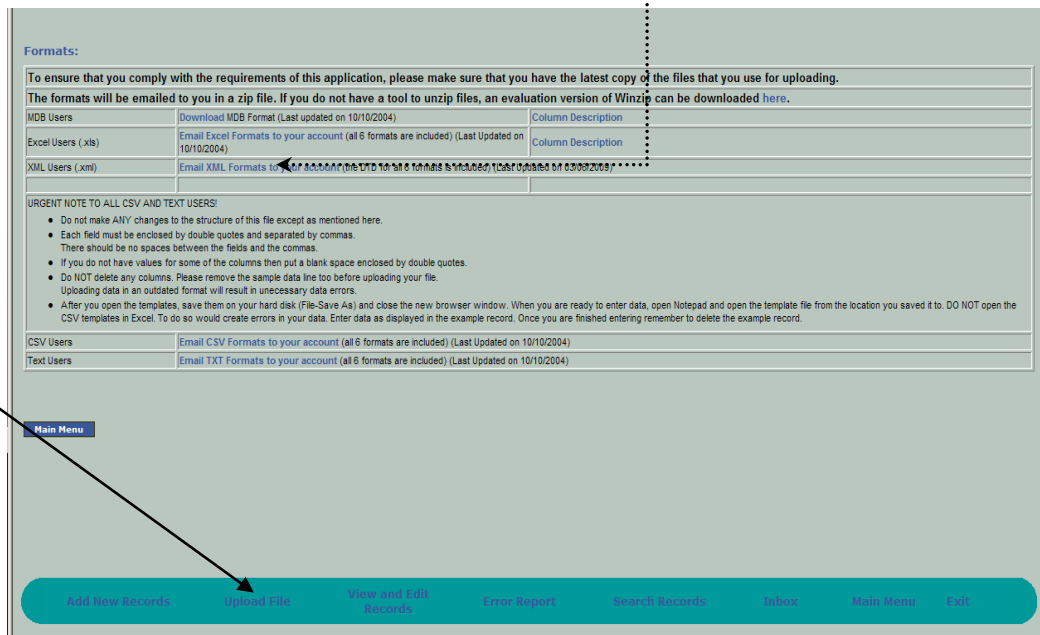 Formats:
To ensure that you comply with the requirements of this application, please make sure that you have the latest copy of the files that you use for uploading.
The formats will be emailed to you in a zip file. If you do not have a tool to unzip files, an evaluation version of Winzip can be downloaded here.
MDB Users Download MDB Format (Last updated on 10/10/2004) Column Description
Excel Users (.xls) Email Excel Formats to your account (all 6 formats are included) (Last Updated on
10/10/2004) Column Description
XML Users (.xml) Email XML Formats to your account (the DTD for all 6 formats is included) (Last Updated on 03/06/2009)
URGENT NOTE TO ALL CSV AND TEXT USERS!
● Do not make ANY changes to the structure of this file except as mentioned here.
● Each field must be enclosed by double quotes and separated by commas.
There should be no spaces between the fields and the commas.
● If you do not have values for some of the columns then put a blank space enclosed by double quotes.
● Do NOT delete any columns. Please remove the sample data line too before uploading your file.
Uploading data in an outdated format will result in unecessary data errors.
● After you open the templates, save them on your hard disk (File-Save As) and close the new browser window. When you are ready to enter data, open Notepad and open the template file from the location you saved it to. DO NOT open the
CSV templates in Excel. To do so would create errors in your data. Enter data as displayed in the example record. Once you are finished entering remember to delete the example record.
CSV Users Email CSV Formats to your account (all 6 formats are included) (Last Updated on 10/10/2004)
Text Users Email TXT Formats to your account (all 6 formats are included) (Last Updated on 10/10/2004)
Main Menu
Add New Records Upload File View and Edit
Records Error Report Search Records Inbox Main Menu Exit